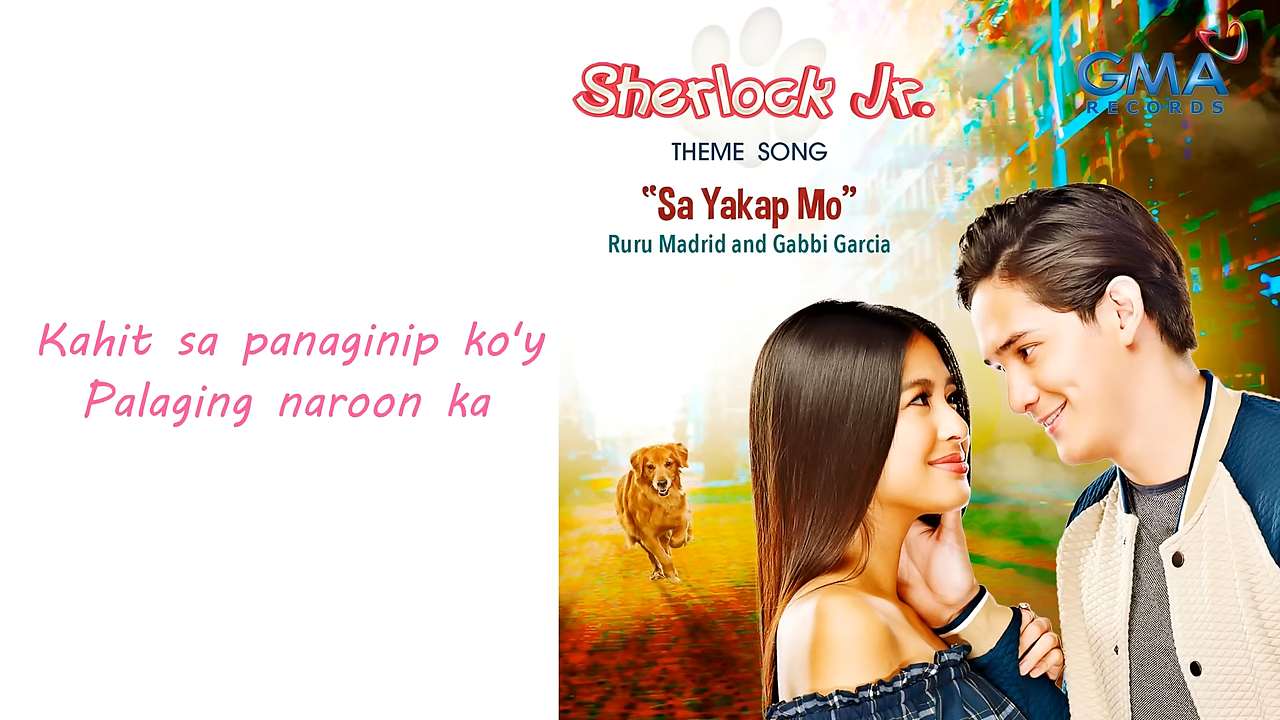 Sherlock Jr.
THEME SONG
"Sa Yakap Mo"
Ruru Madrid and Gabbi Garcia
GMA
RECORDS
Kahit sa panaginip ko'y
Palaging naroon ka